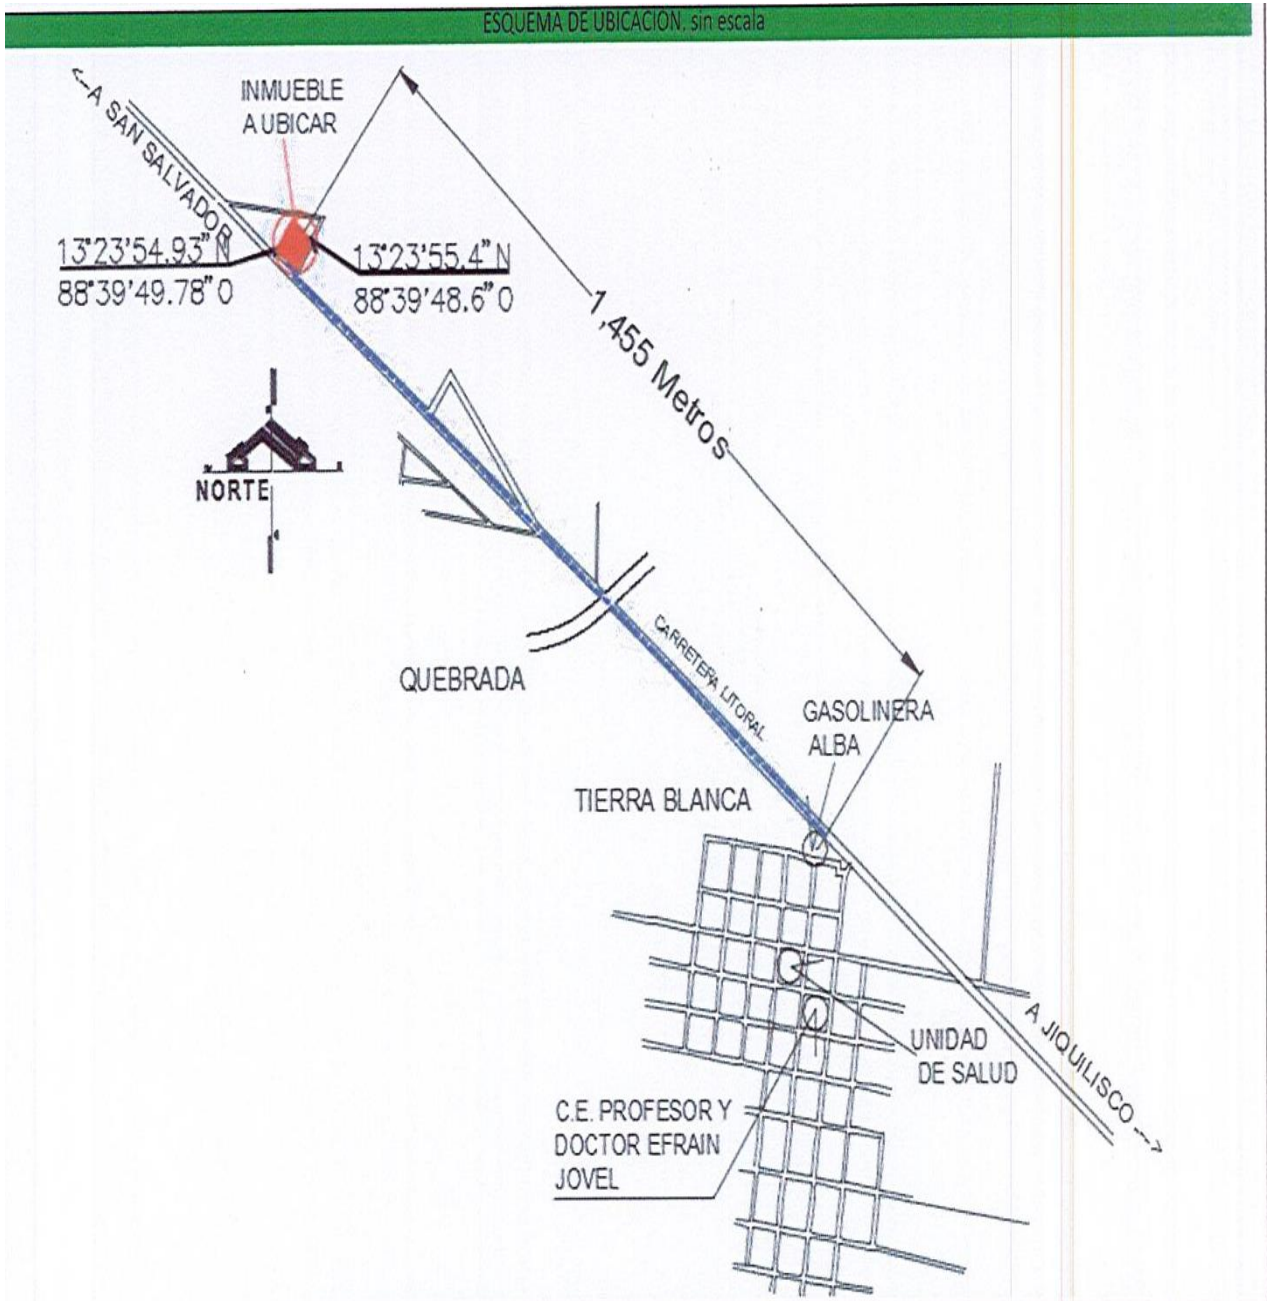 ESQUEMA DE UBICACION. sin escala
<--A SAN SALVADOR
INMUEBLE
A UBICAR
13°23'54.93" N
88°39'49.78" O
13°23'55.4" N
88°39'48.6" O
1,455 Metros
NORTE
QUEBRADA
CARRETERA LITORAL
GASOLINERA
ALBA
TIERRA BLANCA
UNIDAD
DE SALUD
A JIQUILISCO --->
C.E. PROFESOR Y
DOCTOR EFRAIN
JOVEL